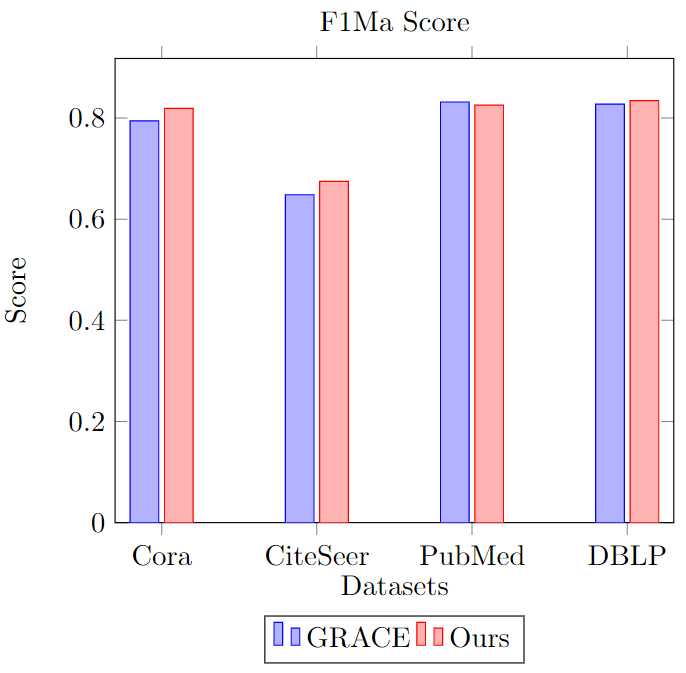 F1Ma Score
0.8
0.6
0.4
0.2
0
Score
Cora CiteSeer PubMed DBLP
Datasets
GRACE Ours